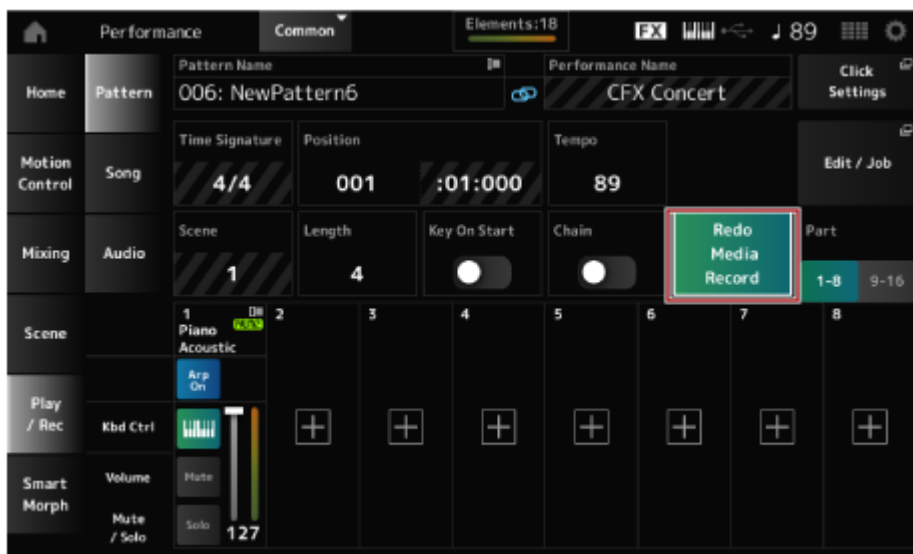 Performance
Common
Elements:18
FX
♩ 89
Home
Pattern
Pattern Name
006: NewPattern6
Performance Name
CFX Concert
Click
Settings
Motion
Control
Song
Time Signature
4/4
Position
001
:01:000
Tempo
89
Edit / Job
Mixing
Audio
Scene
1
Length
4
Key On Start
Chain
Redo
Media
Record
Part
1-8
9-16
Scene
1
Piano
Acoustic
2
3
4
5
6
7
8
Play
/ Rec
Arp
On
Kbd Ctrl
Smart
Morph
Volume
Mute
Mute
/ Solo
Solo
127